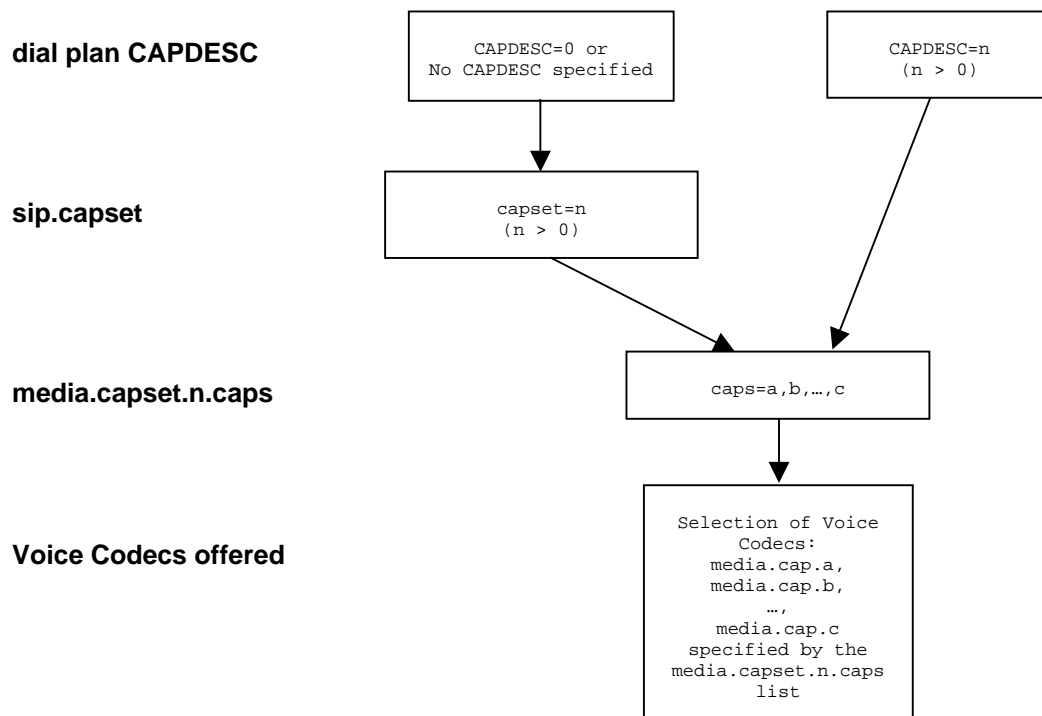 dial plan CAPDESC
CAPDESC=0 or
No CAPDESC specified
CAPDESC=n
(n > 0)
sip.capset
capset=n
(n > 0)
media.capset.n.caps
caps=a,b,…,c
Voice Codecs offered
Selection of Voice
Codecs:
media.cap.a,
media.cap.b,
…,
media.cap.c
specified by the
media.capset.n.caps
list